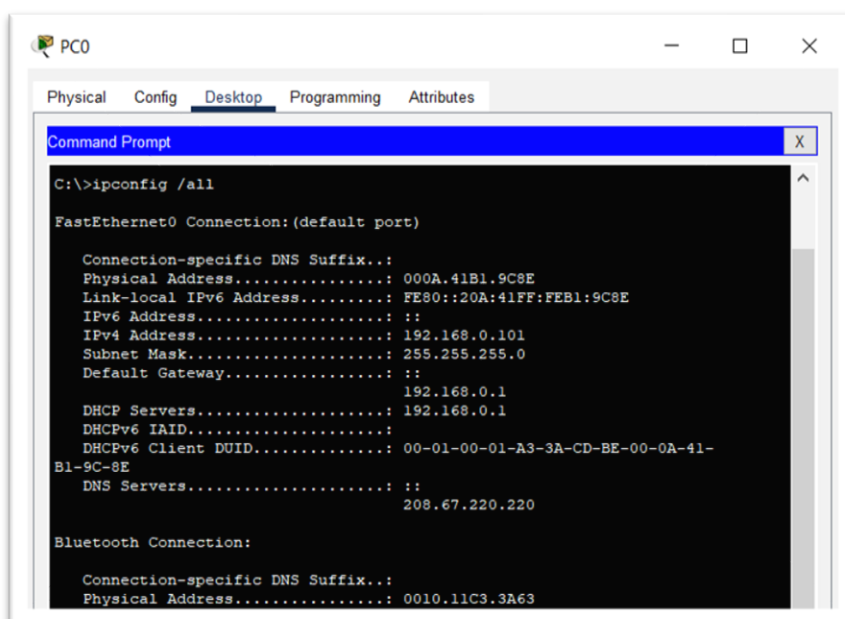 PC0
Physical Config Desktop Programming Attributes
Command Prompt X
C:\>ipconfig /all
FastEthernet0 Connection:(default port)
Connection-specific DNS Suffix..:
Physical Address................: 000A.41B1.9C8E
Link-local IPv6 Address.........: FE80::20A:41FF:FEB1:9C8E
IPv6 Address....................: ::
IPv4 Address....................: 192.168.0.101
Subnet Mask.....................: 255.255.255.0
Default Gateway.................: ::
192.168.0.1
DHCP Servers....................: 192.168.0.1
DHCPv6 IAID.....................:
DHCPv6 Client DUID..............: 00-01-00-01-A3-3A-CD-BE-00-0A-41-
B1-9C-8E
DNS Servers.....................: ::
208.67.220.220
Bluetooth Connection:
Connection-specific DNS Suffix..:
Physical Address................: 0010.11C3.3A63